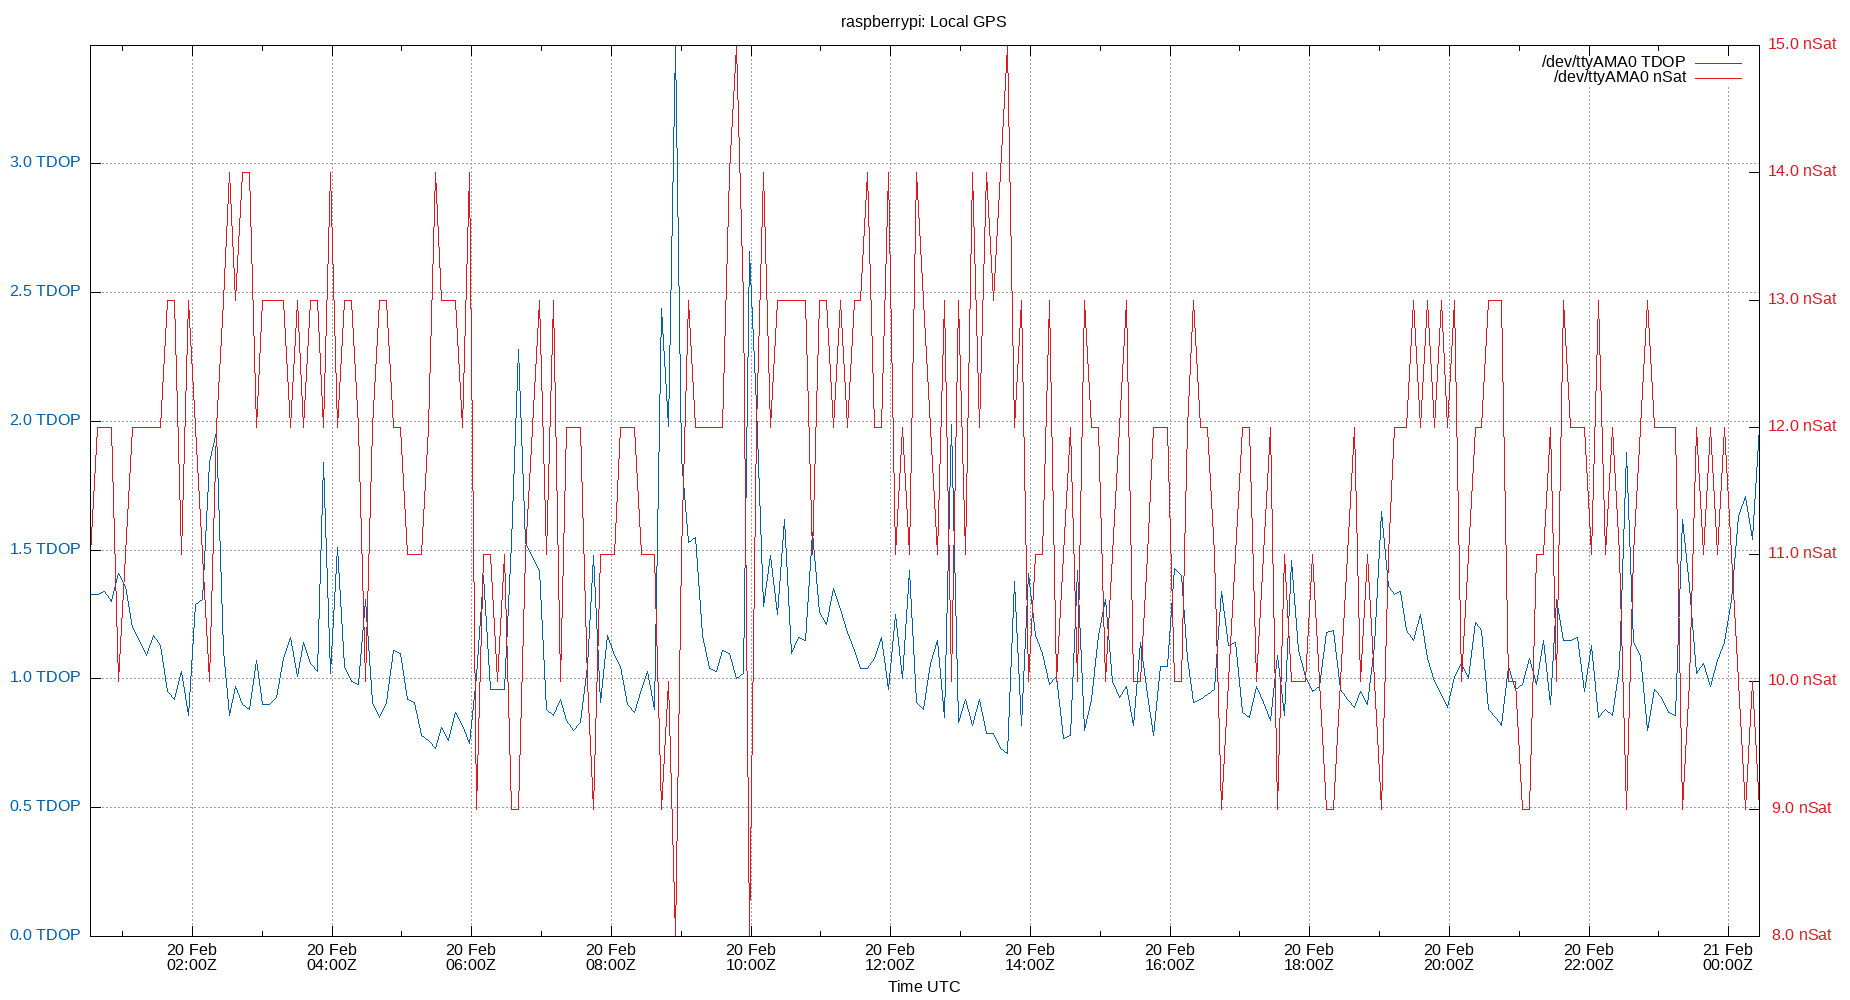 raspberrypi: Local GPS
15.0 nSat
/dev/ttyAMA0 TDOP
/dev/ttyAMA0 nSat
3.0 TDOP
14.0 nSat
2.5 TDOP
13.0 nSat
2.0 TDOP
12.0 nSat
1.5 TDOP
11.0 nSat
1.0 TDOP
10.0 nSat
0.5 TDOP
9.0 nSat
0.0 TDOP
8.0 nSat
20 Feb 20 Feb 20 Feb 20 Feb 20 Feb 20 Feb 20 Feb 20 Feb 20 Feb 20 Feb 20 Feb 21 Feb
02:00Z 04:00Z 06:00Z 08:00Z 10:00Z 12:00Z 14:00Z 16:00Z 18:00Z 20:00Z 22:00Z 00:00Z
Time UTC